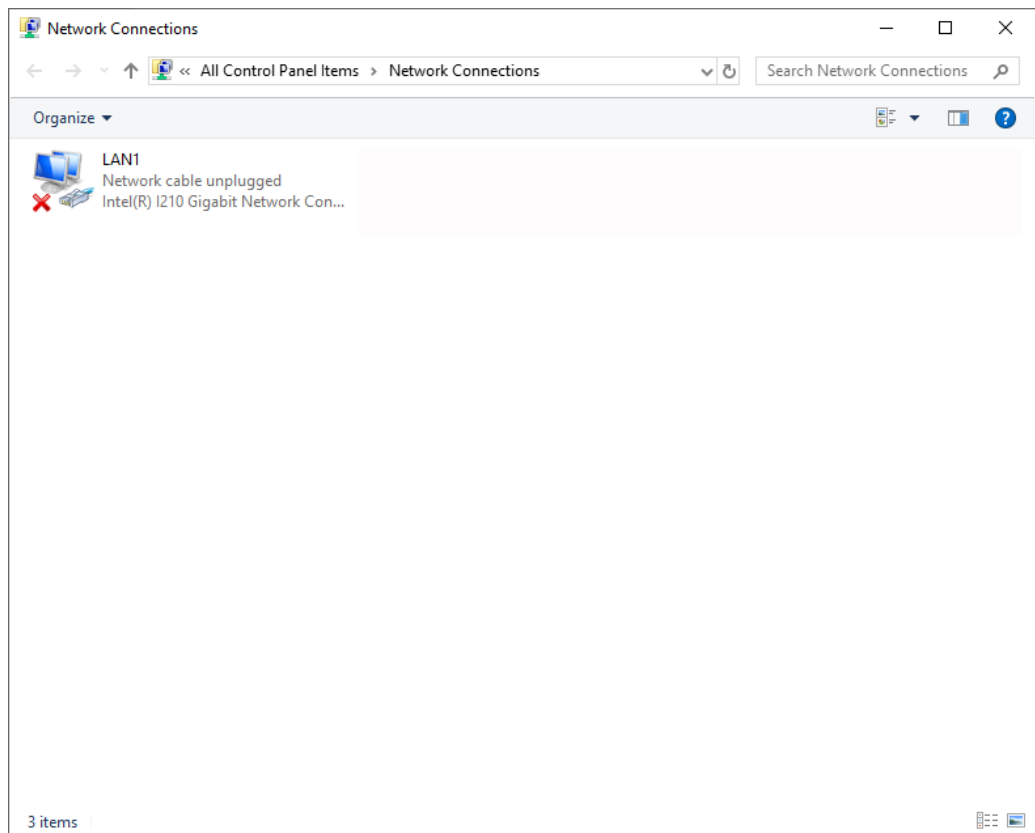 Network Connections
« All Control Panel Items > Network Connections
Search Network Connections
Organize
?
LAN1
Network cable unplugged
Intel(R) I210 Gigabit Network Con...
3 items